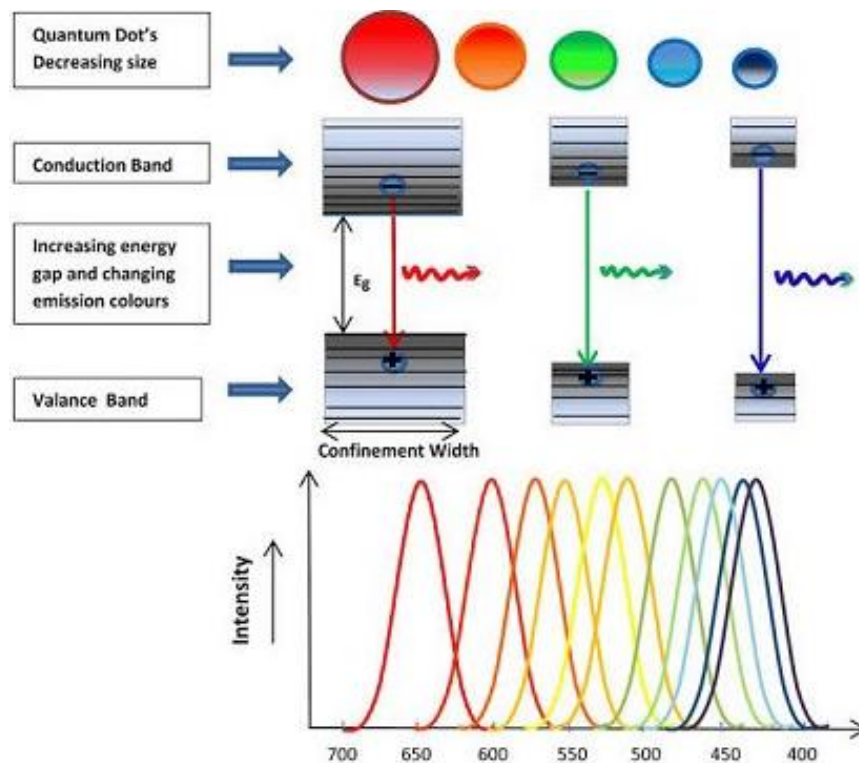 Quantum Dot's
Decreasing size
Conduction Band
Increasing energy
gap and changing
emission colours
Eg
Valance Band
Confinement Width
Intensity
700 650 600 550 500 450 400